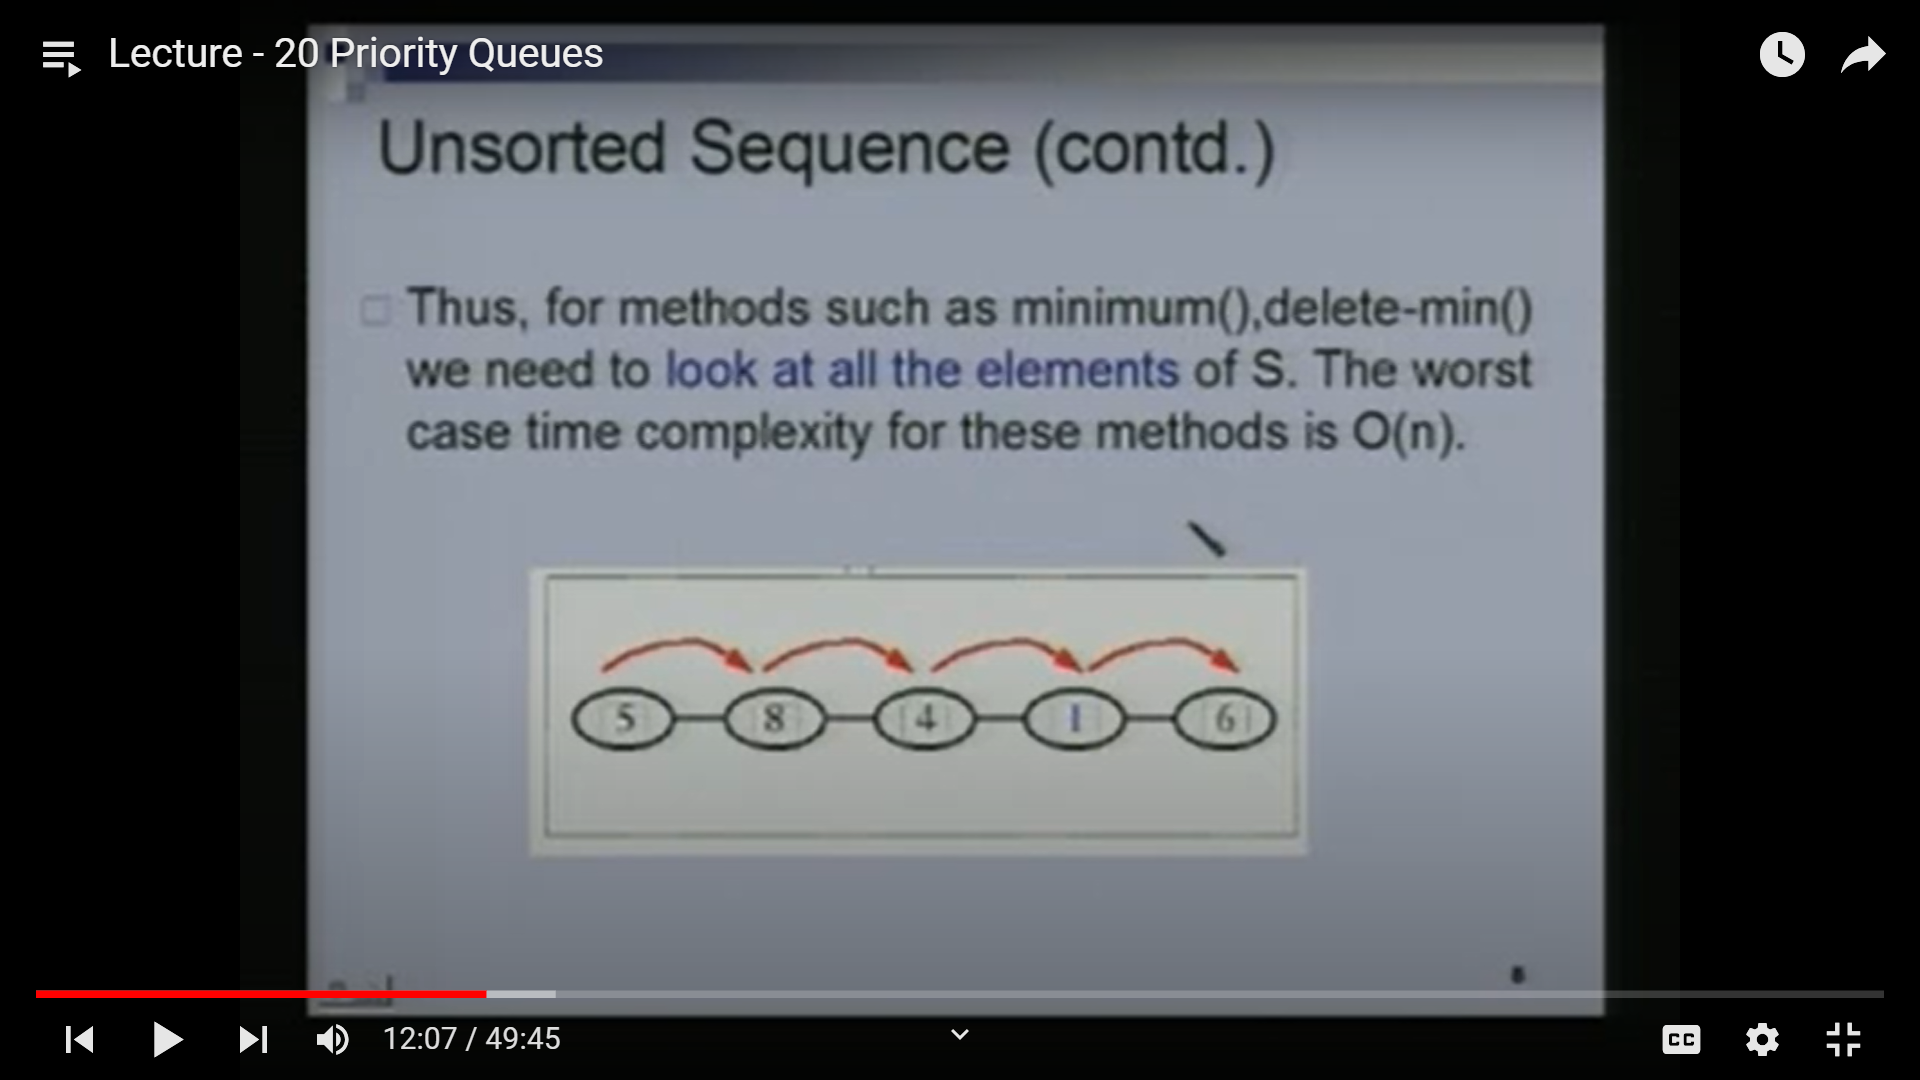 Lecture - 20 Priority Queues
Unsorted Sequence (contd.)
Thus, for methods such as minimum(),delete-min()
we need to look at all the elements of S. The worst
case time complexity for these methods is O(n).
5 8 4 1 6
12:07 / 49:45
CC